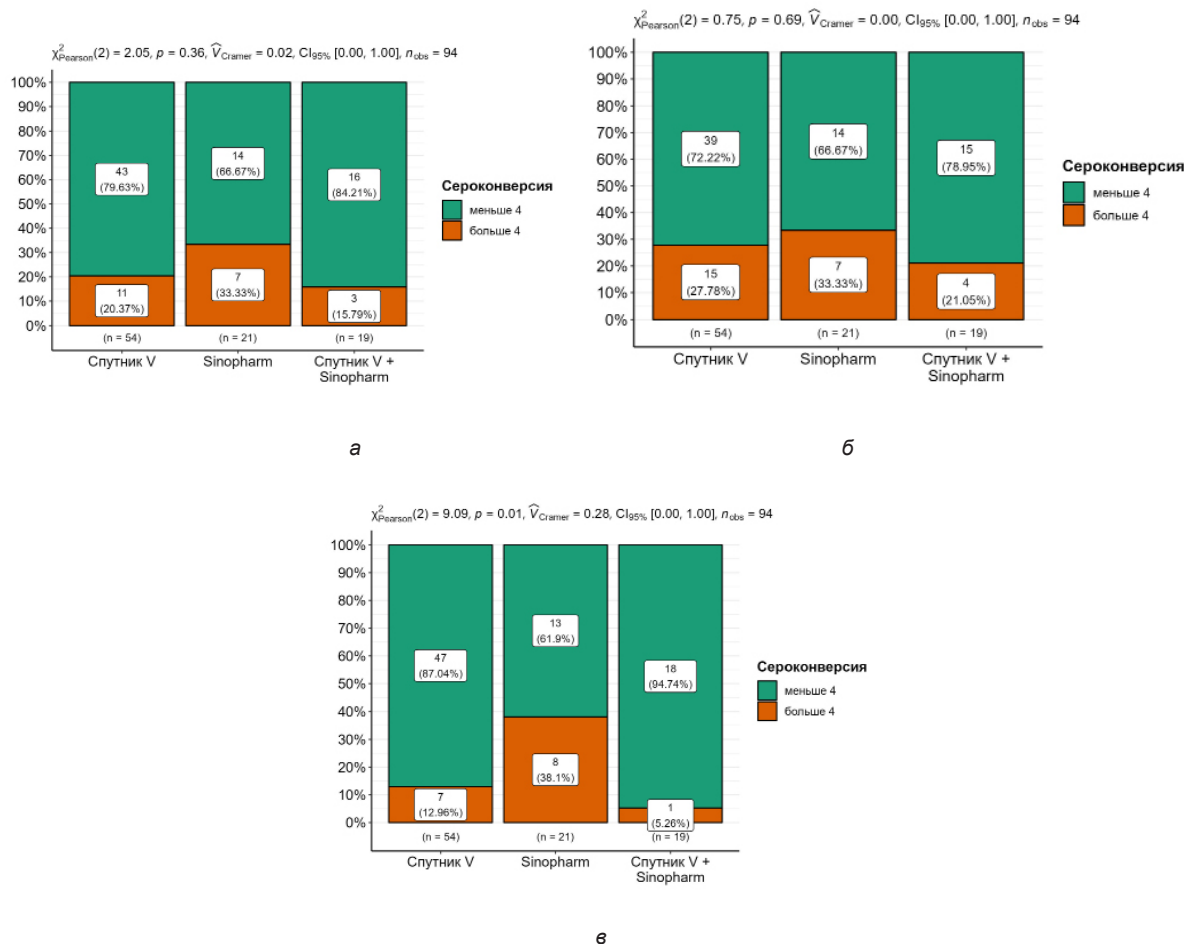 χ²Pearson(2) = 2.05, p = 0.36, V̂Cramer = 0.02, CI95% [0.00, 1.00], nobs = 94
100%
90%
80%
70%
60%
50%
40%
30%
20%
10%
0%
43
(79.63%)
14
(66.67%)
16
(84.21%)
11
(20.37%)
7
(33.33%)
3
(15.79%)
(n = 54)
(n = 21)
(n = 19)
Спутник V
Sinopharm
Спутник V +
Sinopharm
Сероконверсия
меньше 4
больше 4
а
χ²Pearson(2) = 0.75, p = 0.69, V̂Cramer = 0.00, CI95% [0.00, 1.00], nobs = 94
100%
90%
80%
70%
60%
50%
40%
30%
20%
10%
0%
39
(72.22%)
14
(66.67%)
15
(78.95%)
15
(27.78%)
7
(33.33%)
4
(21.05%)
(n = 54)
(n = 21)
(n = 19)
Спутник V
Sinopharm
Спутник V +
Sinopharm
Сероконверсия
меньше 4
больше 4
б
χ²Pearson(2) = 9.09, p = 0.01, V̂Cramer = 0.28, CI95% [0.00, 1.00], nobs = 94
100%
90%
80%
70%
60%
50%
40%
30%
20%
10%
0%
47
(87.04%)
13
(61.9%)
18
(94.74%)
7
(12.96%)
8
(38.1%)
1
(5.26%)
(n = 54)
(n = 21)
(n = 19)
Спутник V
Sinopharm
Спутник V +
Sinopharm
Сероконверсия
меньше 4
больше 4
в